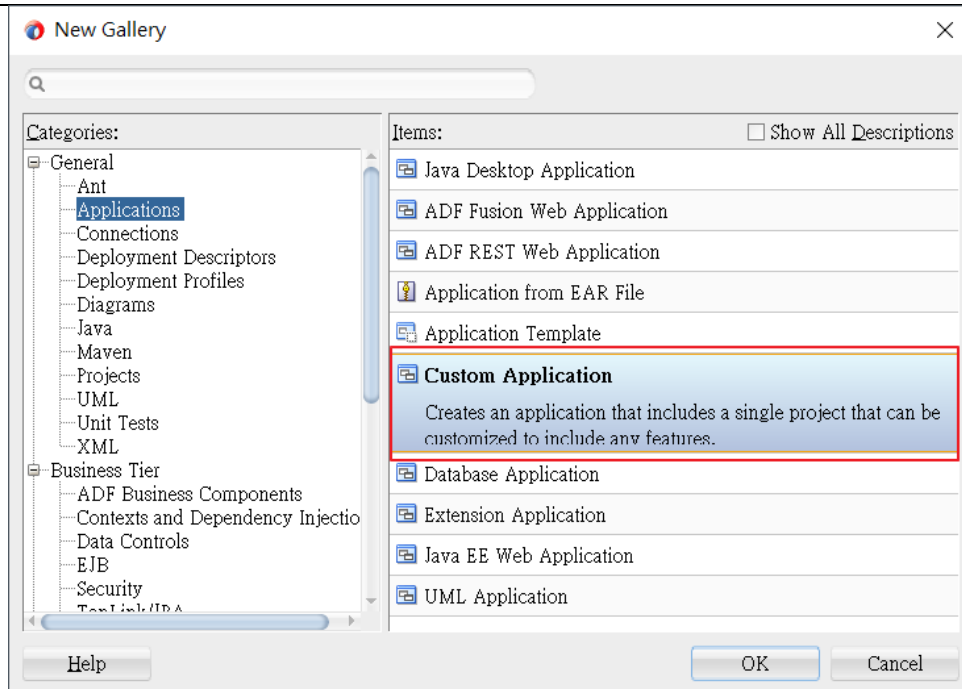 New Gallery
Categories:
General
Ant
Applications
Connections
Deployment Descriptors
Deployment Profiles
Diagrams
Java
Maven
Projects
UML
Unit Tests
XML
Business Tier
ADF Business Components
Contexts and Dependency Injectio
Data Controls
EJB
Security
TopLink/JPA
Items:
Show All Descriptions
Java Desktop Application
ADF Fusion Web Application
ADF REST Web Application
Application from EAR File
Application Template
Custom Application
Creates an application that includes a single project that can be
customized to include any features.
Database Application
Extension Application
Java EE Web Application
UML Application
Help
OK
Cancel